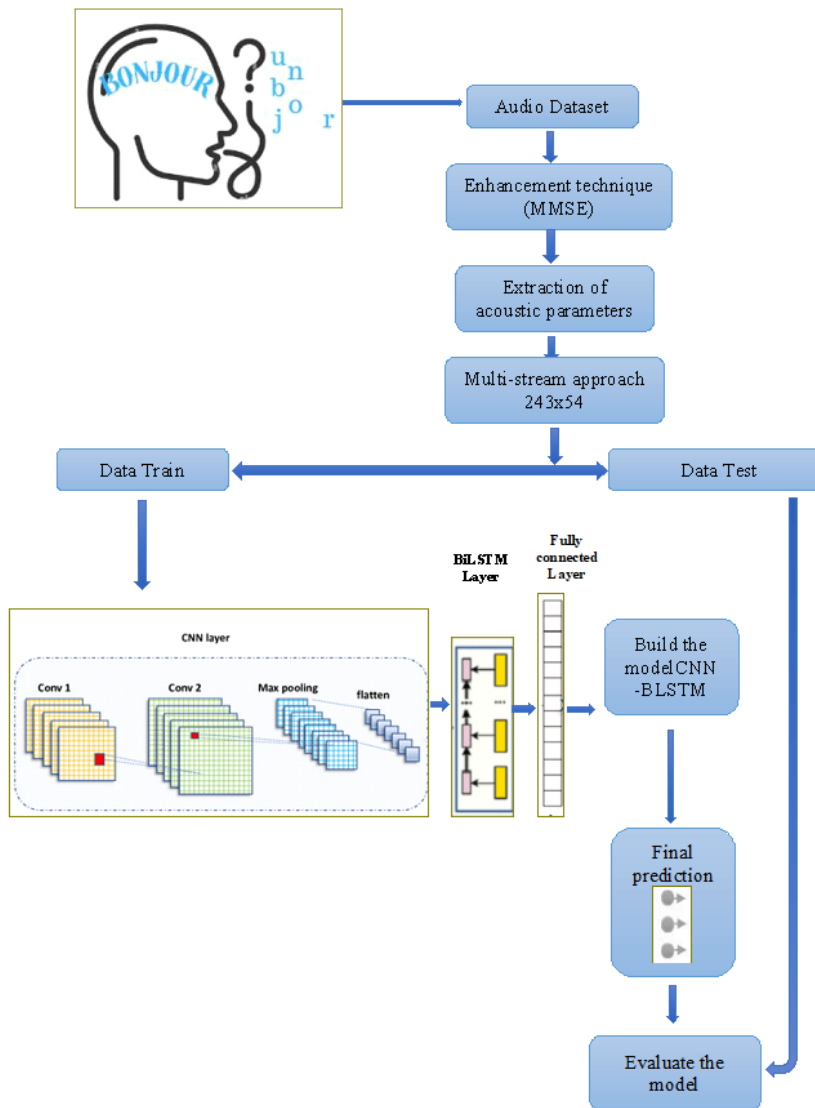 BONJOUR
u
n
b
o
j
r
Audio Dataset
Enhancement technique
(MMSE)
Extraction of
acoustic parameters
Multi-stream approach
243x54
Data Train
Data Test
BiLSTM
Layer
Fully
connected
Layer
CNN layer
Conv 1
Conv 2
Max pooling
flatten
Build the
modelCNN
-BLSTM
Final
prediction
Evaluate the
model